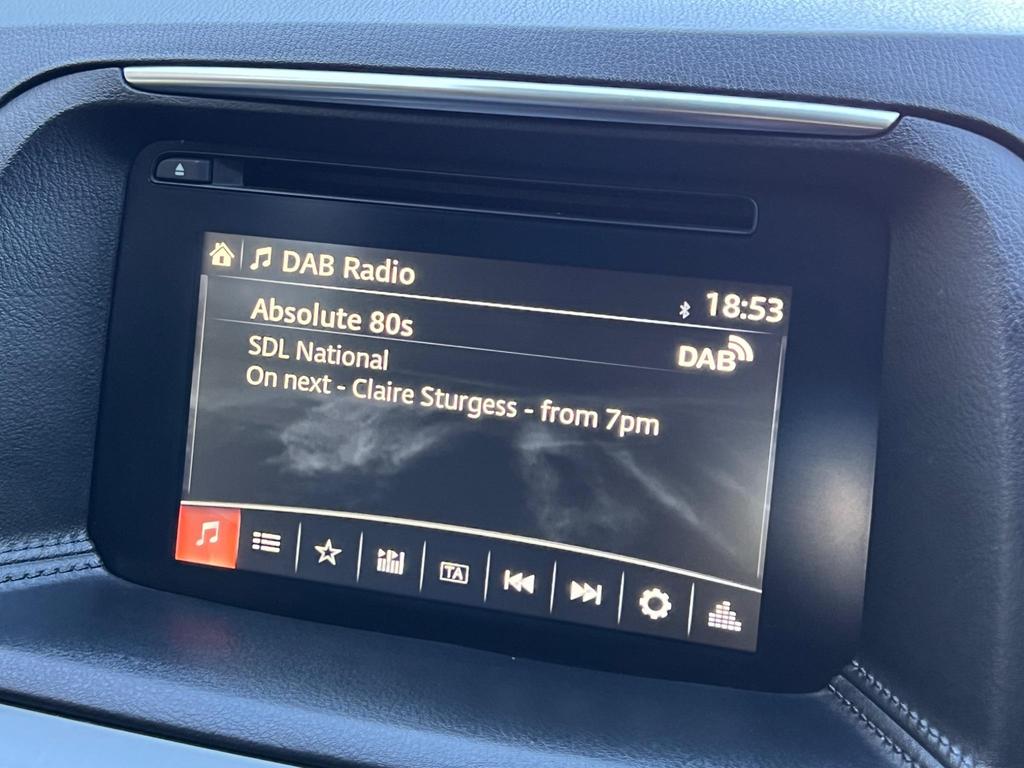 DAB Radio
18:53
Absolute 80s
DAB
SDL National
On next - Claire Sturgess - from 7pm
TA